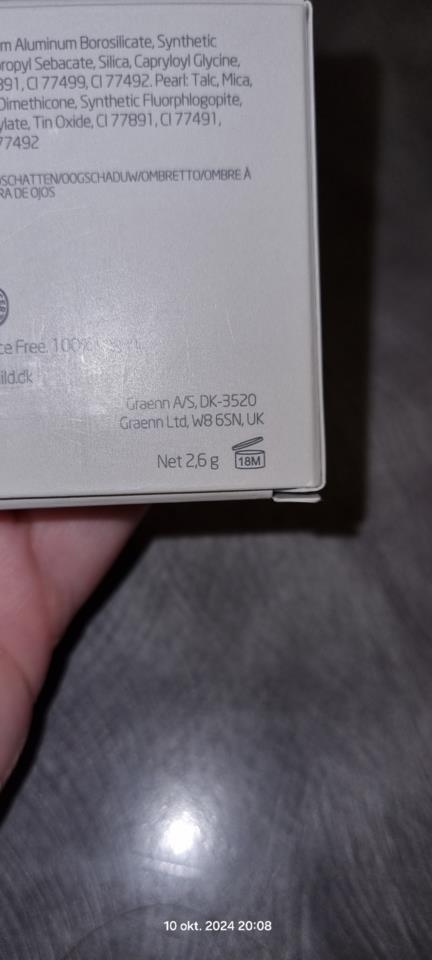 m Aluminum Borosilicate, Synthetic
propyl Sebacate, Silica, Capryloyl Glycine,
891, CI 77499, CI 77492. Pearl: Talc, Mica,
Dimethicone, Synthetic Fluorphlogopite,
ylate, Tin Oxide, CI 77891, CI 77491,
77492
SCHATTEN/OOGSCHADUW/OMBRETTO/OMBRE À
RA DE OJOS
ce Free. 100%
ild.dk
Graenn A/S, DK-3520
Graenn Ltd, W8 6SN, UK
Net 2,6 g
18M
10 okt. 2024 20:08